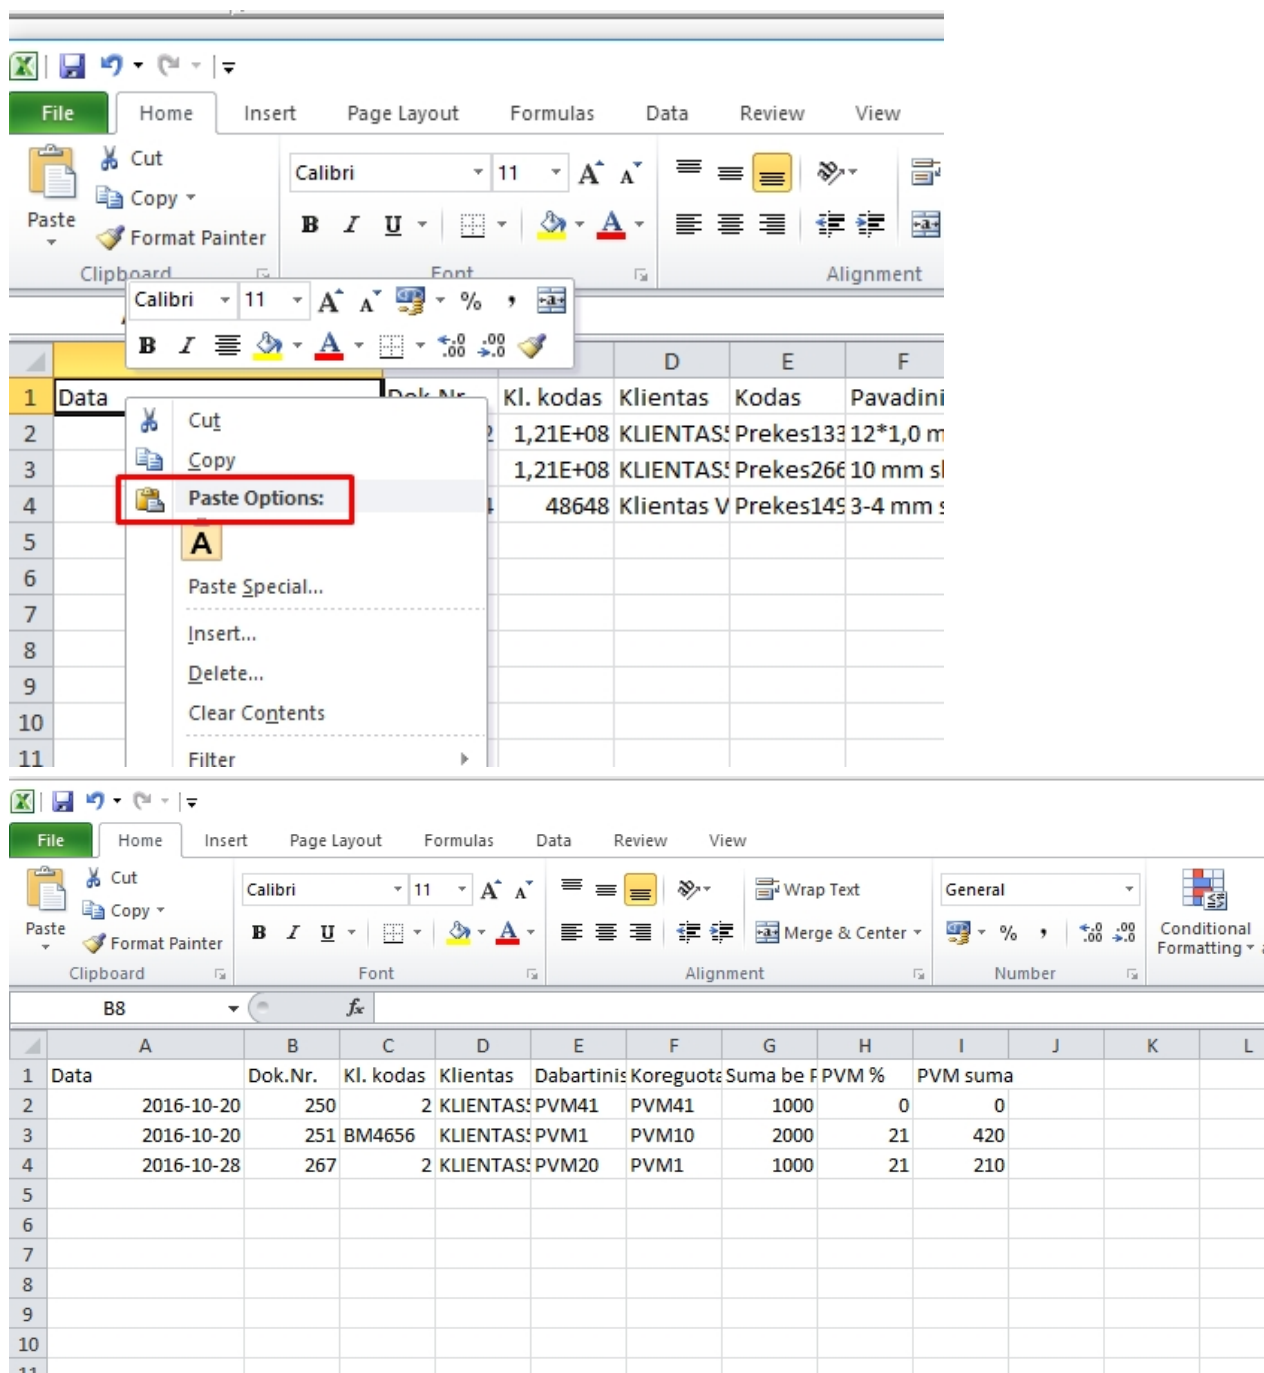 File Home Insert Page Layout Formulas Data Review View
Cut
Copy
Paste
Format Painter
Calibri 11
B I U
Clipboard Font Alignment
Calibri 11 A A % ,
B I A
D E F
1 Data Dok.Nr. Kl. kodas Klientas Kodas Pavadini
2 2 1,21E+08 KLIENTAS Prekes133 12*1,0 m
3 1,21E+08 KLIENTAS Prekes266 10 mm sl
4 48648 Klientas V Prekes149 3-4 mm s
5
6
7
8
9
10
11
Cut
Copy
Paste Options:
A
Paste Special...
Insert...
Delete...
Clear Contents
Filter
File Home Insert Page Layout Formulas Data Review View
Cut
Copy
Paste
Format Painter
Calibri 11 A A
B I U A
Wrap Text
Merge & Center
General
% ,
Conditional
Formatting
Clipboard Font Alignment Number
B8 fx
A B C D E F G H I J K L
1 Data Dok.Nr. Kl. kodas Klientas Dabartinis Koreguota Suma be P PVM % PVM suma
2 2016-10-20 250 2 KLIENTAS PVM41 PVM41 1000 0 0
3 2016-10-20 251 BM4656 KLIENTAS PVM1 PVM10 2000 21 420
4 2016-10-28 267 2 KLIENTAS PVM20 PVM1 1000 21 210
5
6
7
8
9
10
11